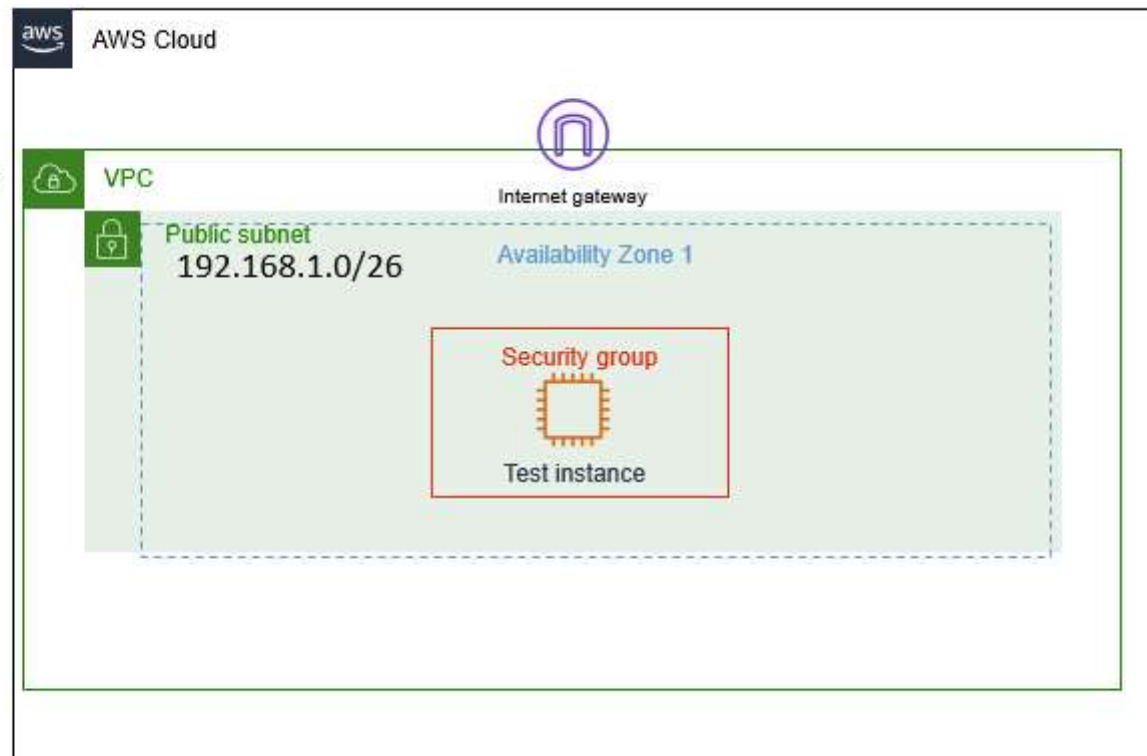 aws
AWS Cloud
Internet gateway
VPC
Public subnet
192.168.1.0/26
Availability Zone 1
Security group
Test instance